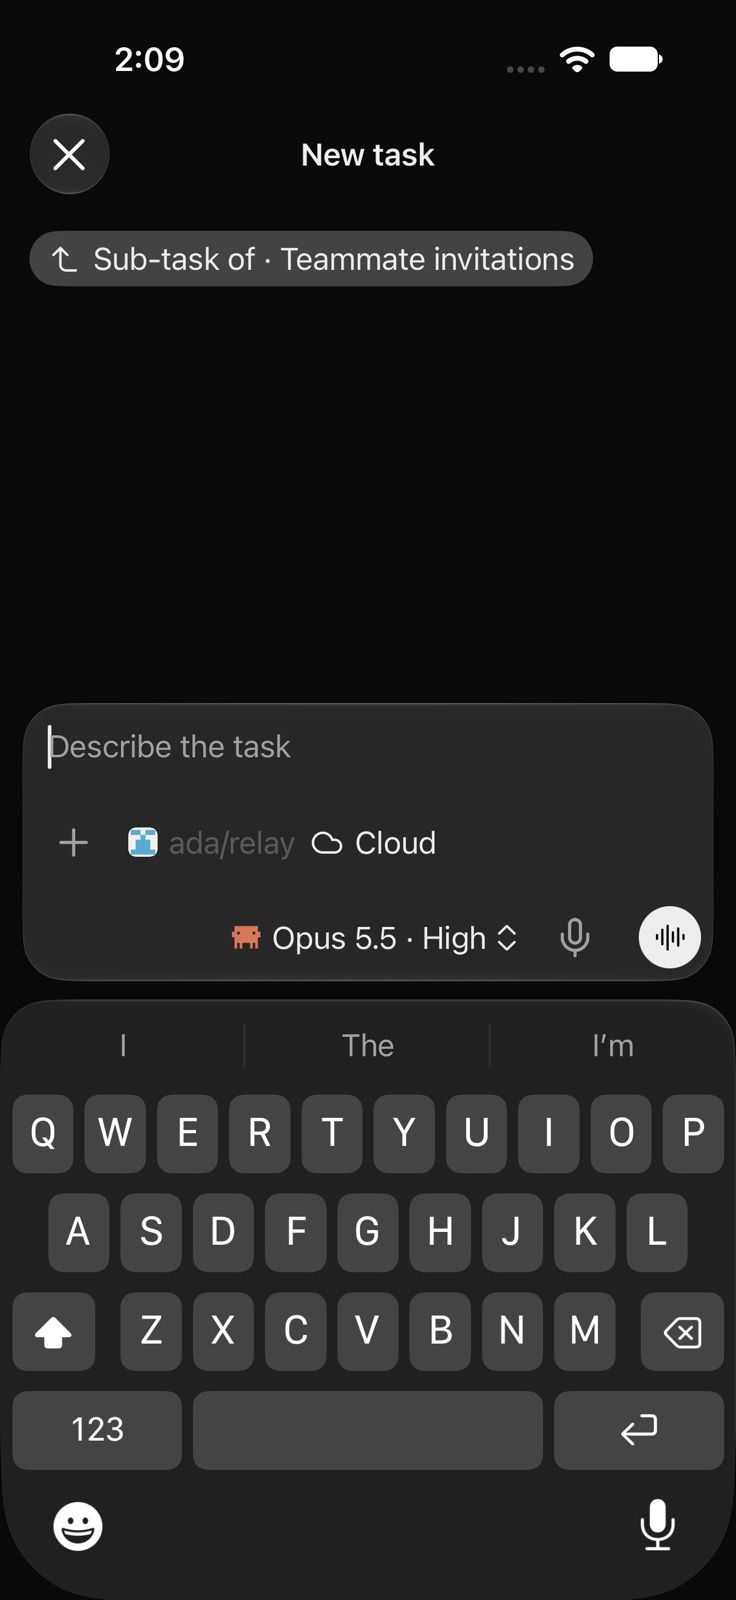 2:09
New task
Sub-task of · Teammate invitations
Describe the task
ada/relay Cloud
Opus 5.5 · High
I The I’m
Q W E R T Y U I O P
A S D F G H J K L
Z X C V B N M
123